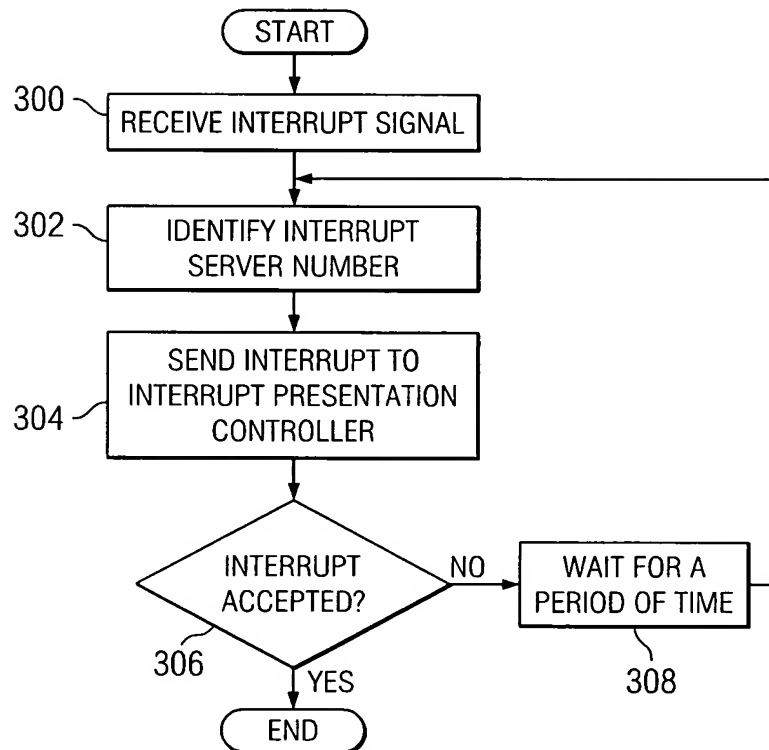 START
300
RECEIVE INTERRUPT SIGNAL
302
IDENTIFY INTERRUPT
SERVER NUMBER
304
SEND INTERRUPT TO
INTERRUPT PRESENTATION
CONTROLLER
INTERRUPT
ACCEPTED?
NO
WAIT FOR A
PERIOD OF TIME
306
308
YES
END